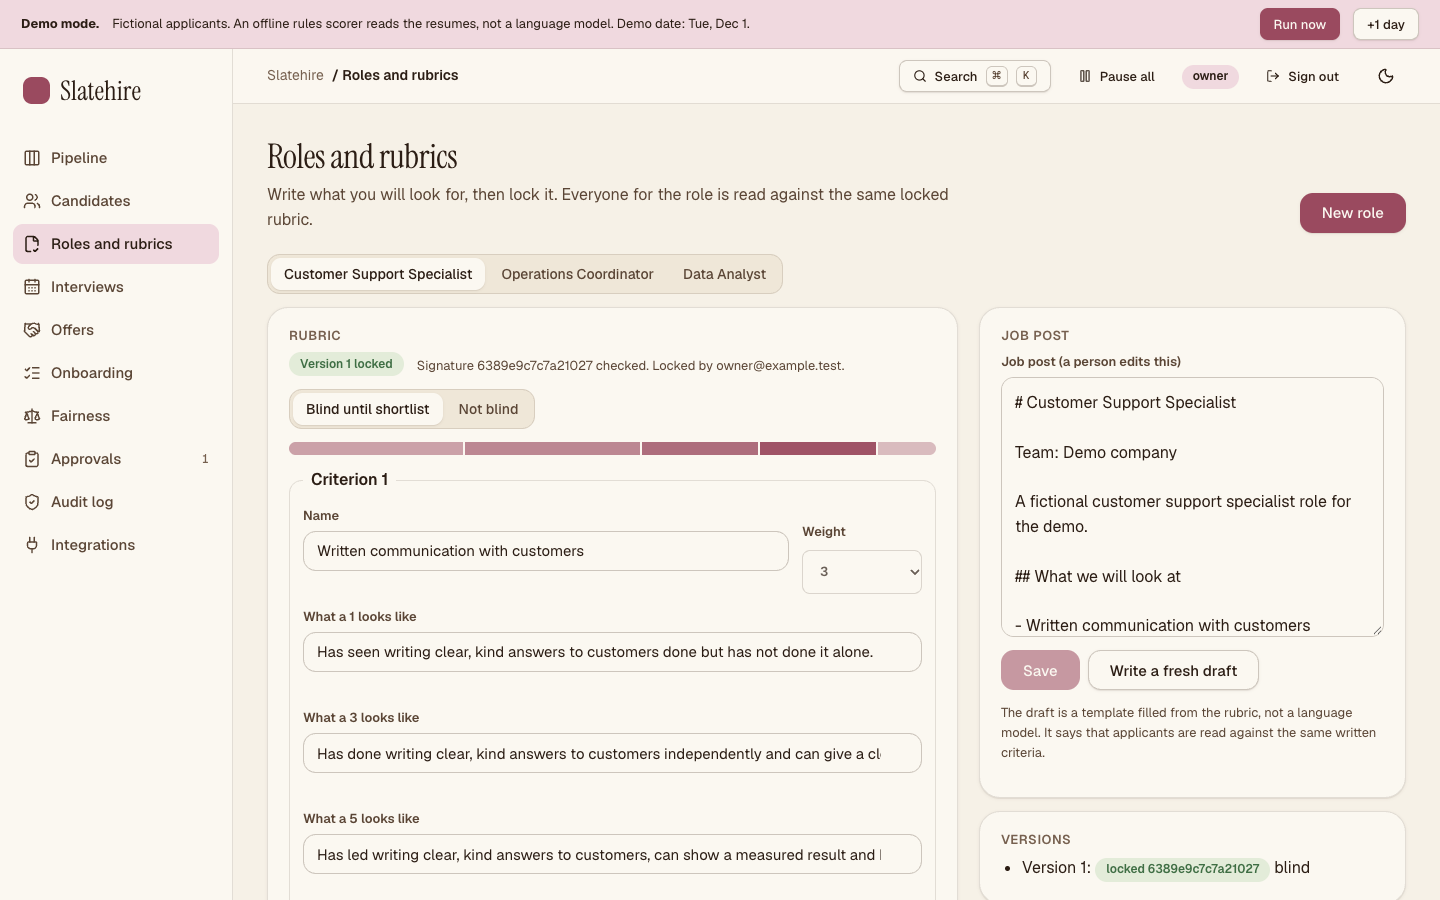 Demo mode. Fictional applicants. An offline rules scorer reads the resumes, not a language model. Demo date: Tue, Dec 1.
Run now
+1 day
Slatehire
Pipeline
Candidates
Roles and rubrics
Interviews
Offers
Onboarding
Fairness
Approvals 1
Audit log
Integrations
Slatehire / Roles and rubrics
Search ⌘ K
Pause all
owner
Sign out
Roles and rubrics
Write what you will look for, then lock it. Everyone for the role is read against the same locked
rubric.
New role
Customer Support Specialist
Operations Coordinator
Data Analyst
RUBRIC
Version 1 locked
Signature 6389e9c7c7a21027 checked. Locked by owner@example.test.
Blind until shortlist
Not blind
Criterion 1
Name
Written communication with customers
Weight
3
What a 1 looks like
Has seen writing clear, kind answers to customers done but has not done it alone.
What a 3 looks like
Has done writing clear, kind answers to customers independently and can give a
What a 5 looks like
Has led writing clear, kind answers to customers, can show a measured result and
JOB POST
Job post (a person edits this)
# Customer Support Specialist
Team: Demo company
A fictional customer support specialist role for
the demo.
## What we will look at
- Written communication with customers
Save
Write a fresh draft
The draft is a template filled from the rubric, not a language
model. It says that applicants are read against the same written
criteria.
VERSIONS
• Version 1: locked 6389e9c7c7a21027 blind